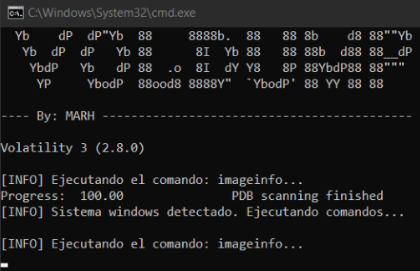 C:\Windows\System32\cmd.exe
Yb    dP  dP"Yb  88     8888b.  88   88 8b    d8 88""Yb
 Yb  dP  dP   Yb 88      8I  Yb 88   88 88b  d88 88__dP
  YbdP   Yb   dP 88  .o  8I  dY Y8   8P 88YbdP88 88"""
   YP     YbodP  88ood8 8888Y"  `YbodP' 88 YY 88 88
---- By: MARH ---------------------------------------
Volatility 3 (2.8.0)
[INFO] Ejecutando el comando: imageinfo...
Progress:  100.00               PDB scanning finished
[INFO] Sistema windows detectado. Ejecutando comandos...
[INFO] Ejecutando el comando: imageinfo...